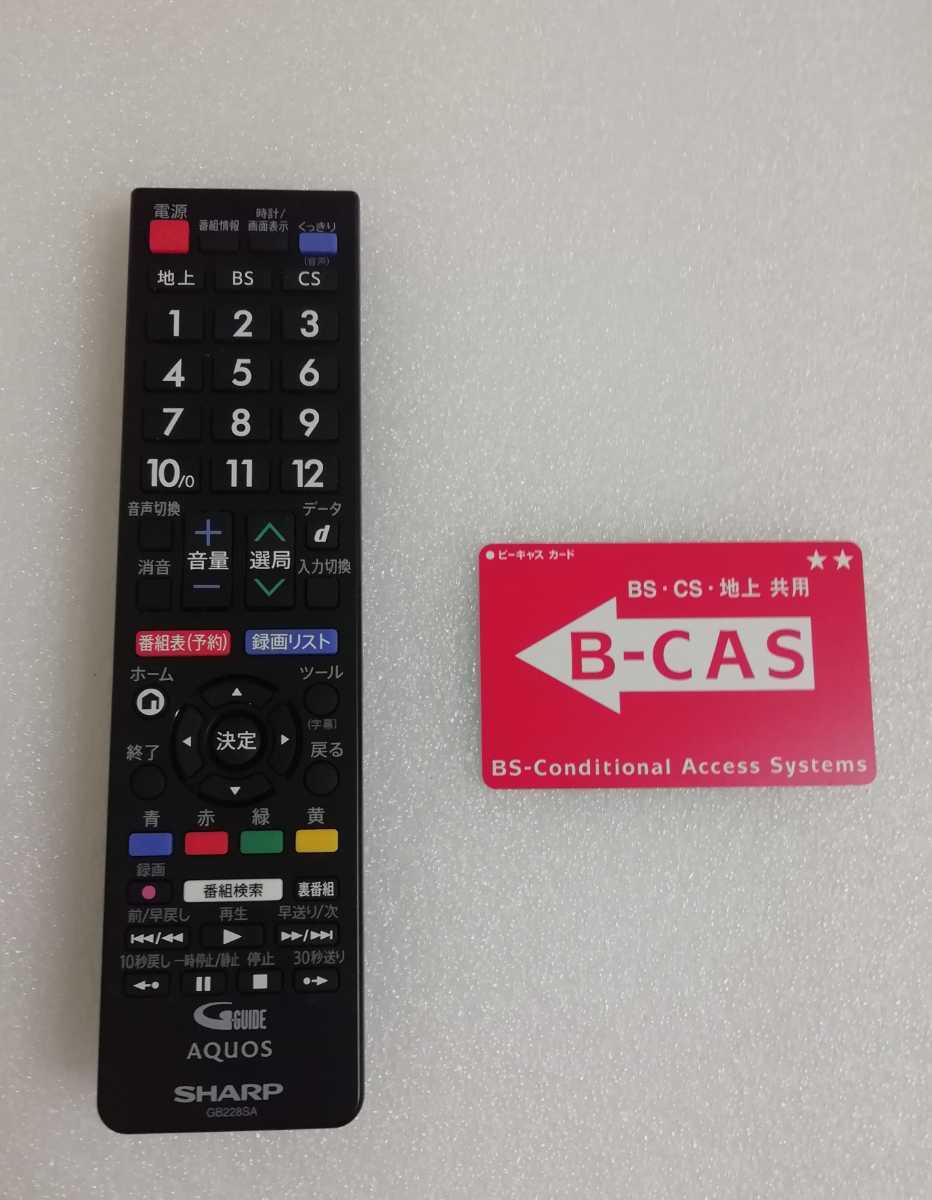 電源
番組情報
時計/
画面表示
くっきり
(音声)
地上 BS CS
1 2 3
4 5 6
7 8 9
10/0 11 12
音声切換
データ
+
音量
−
選局
d
消音
入力切換
番組表(予約)
録画リスト
ホーム
ツール
(字幕)
決定
終了
戻る
青 赤 緑 黄
録画
番組検索
裏番組
前/早戻し 再生 早送り/次
10秒戻し 一時停止/静止 停止 30秒送り
G-GUIDE
AQUOS
SHARP
GB228SA
ビーキャス カード
★★
BS・CS・地上 共用
B-CAS
BS-Conditional Access Systems